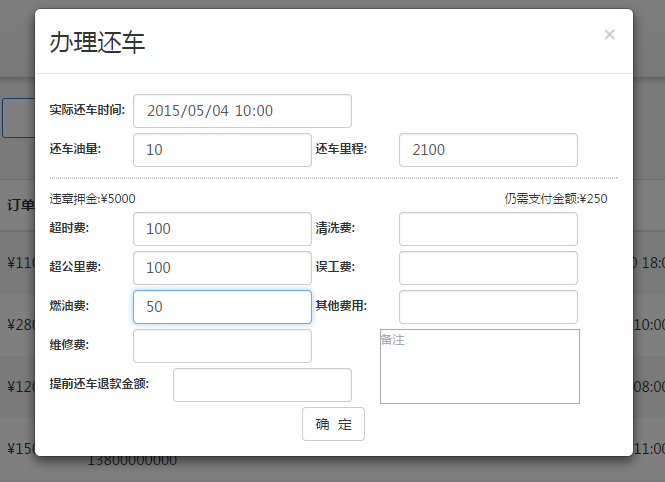 办理还车
×
实际还车时间: 2015/05/04 10:00
还车油量: 10 还车里程: 2100
违章押金:¥5000 仍需支付金额:¥250
超时费: 100 清洗费:
超公里费: 100 误工费:
燃油费: 50 其他费用:
维修费: 备注
提前还车退款金额:
确 定
订单
¥110
18:0
¥280
10:00
¥120
08:00
¥150
11:00
13800000000